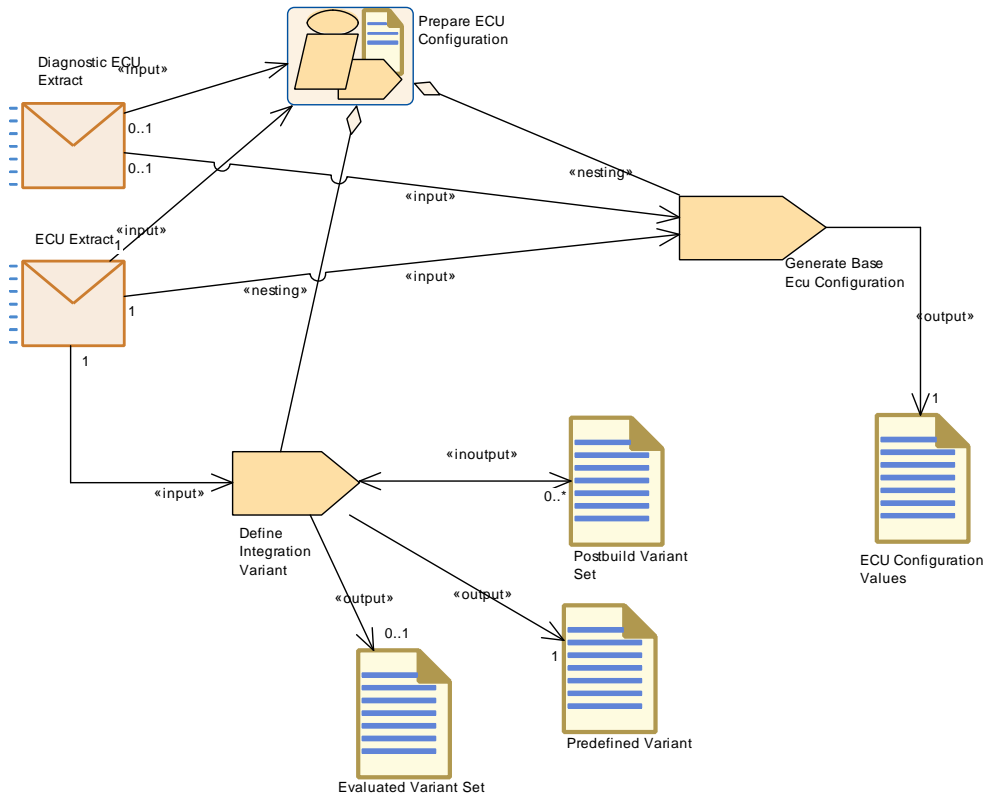 Prepare ECU
Configuration
Diagnostic ECU
Extract
«input»
0..1
0..1
«nesting»
«input»
ECU Extract
«input»
1
Generate Base
Ecu Configuration
«input»
«nesting»
1
«output»
1
1
«inoutput»
«input»
0..*
Define
Integration
Variant
Postbuild Variant
Set
ECU Configuration
Values
«output»
«output»
0..1
1
Predefined Variant
Evaluated Variant Set